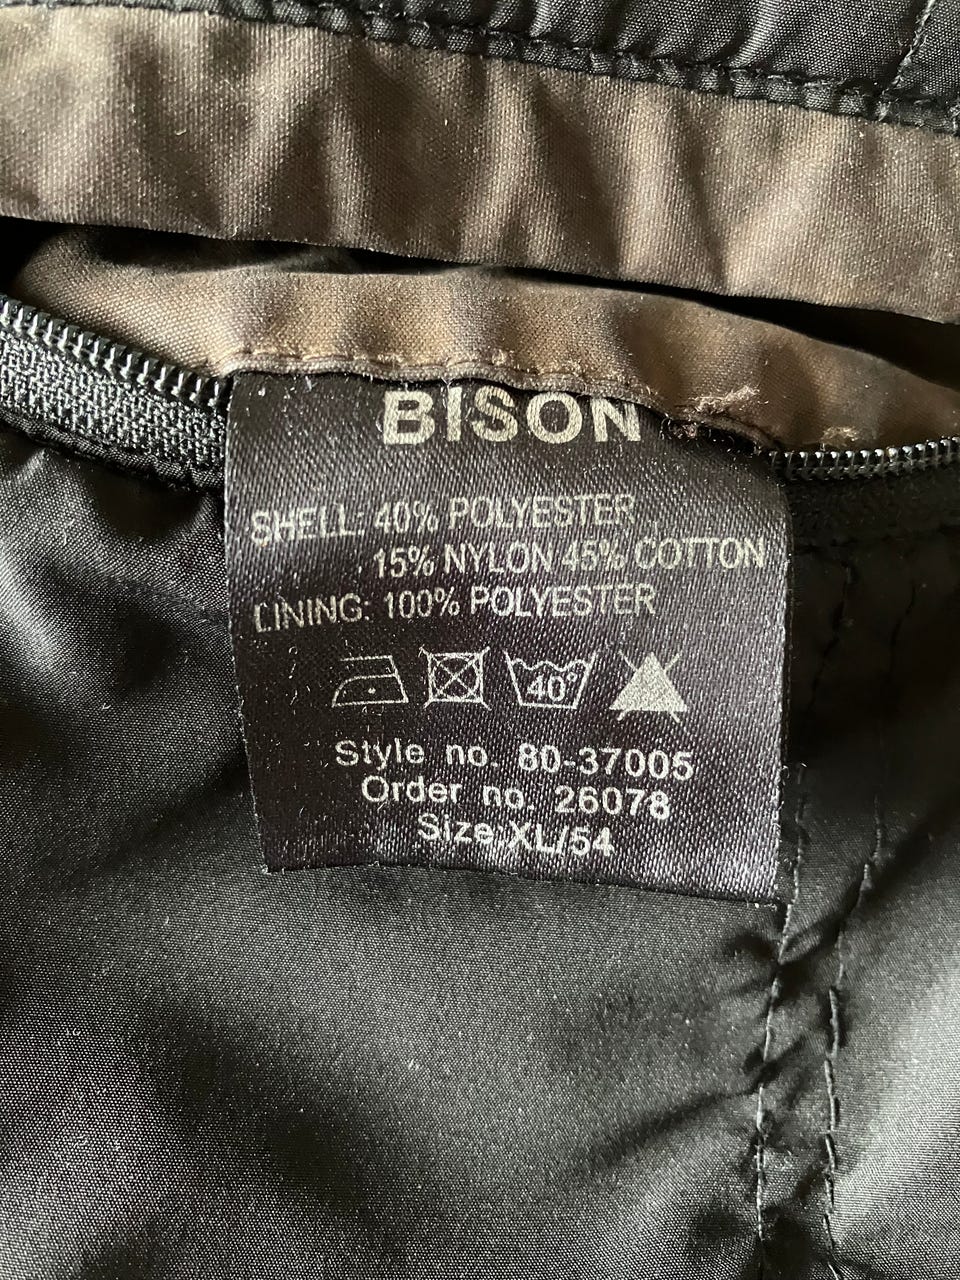 BISON
SHELL: 40% POLYESTER
15% NYLON 45% COTTON
LINING: 100% POLYESTER
40°
Style no. 80-37005
Order no. 26078
Size:XL/54